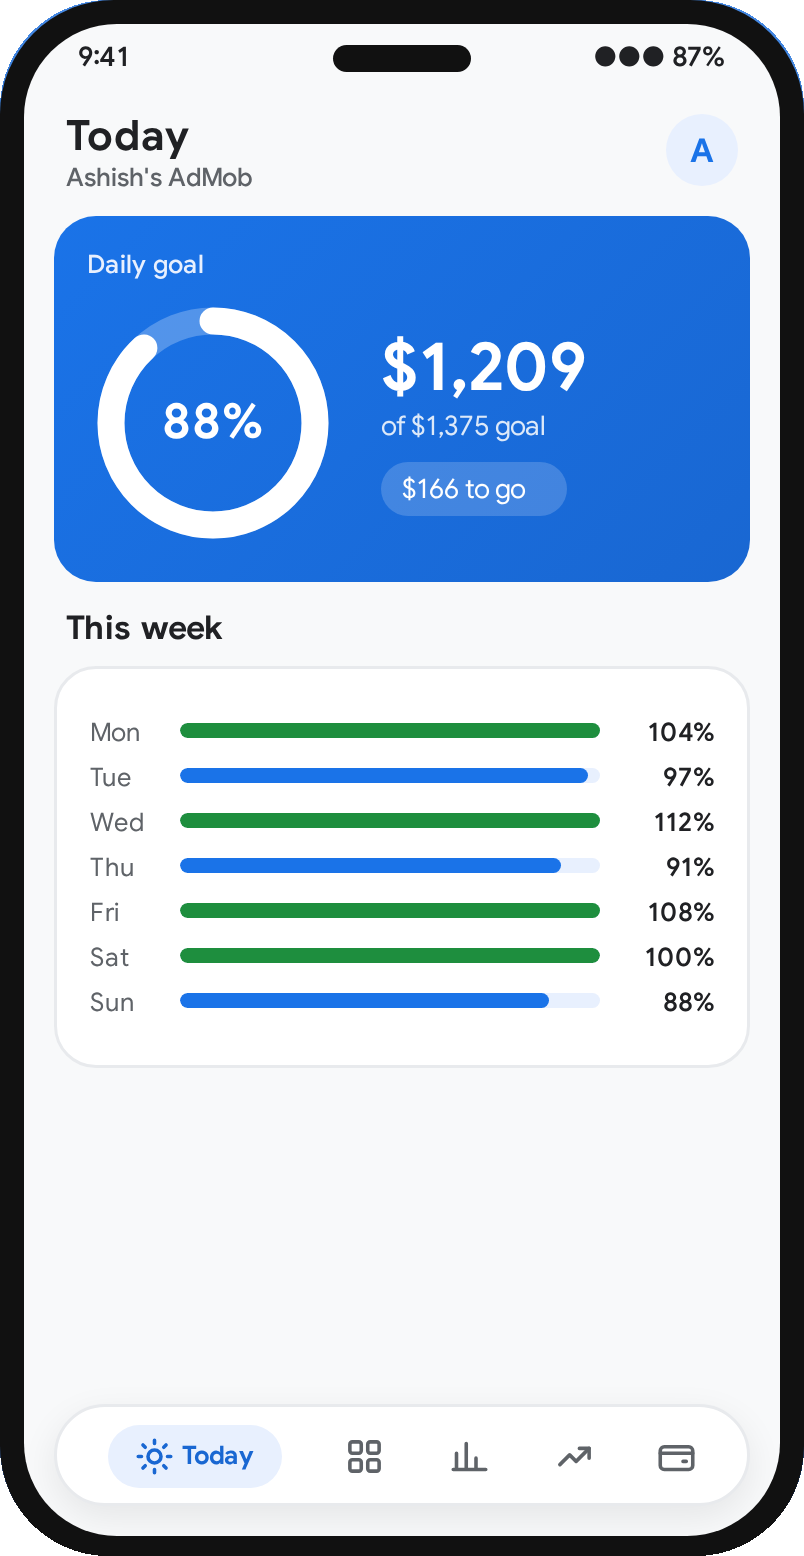 9:41 87%
Today
A
Ashish's AdMob
Daily goal
88%
$1,209
of $1,375 goal
$166 to go
This week
Mon 104%
Tue 97%
Wed 112%
Thu 91%
Fri 108%
Sat 100%
Sun 88%
Today